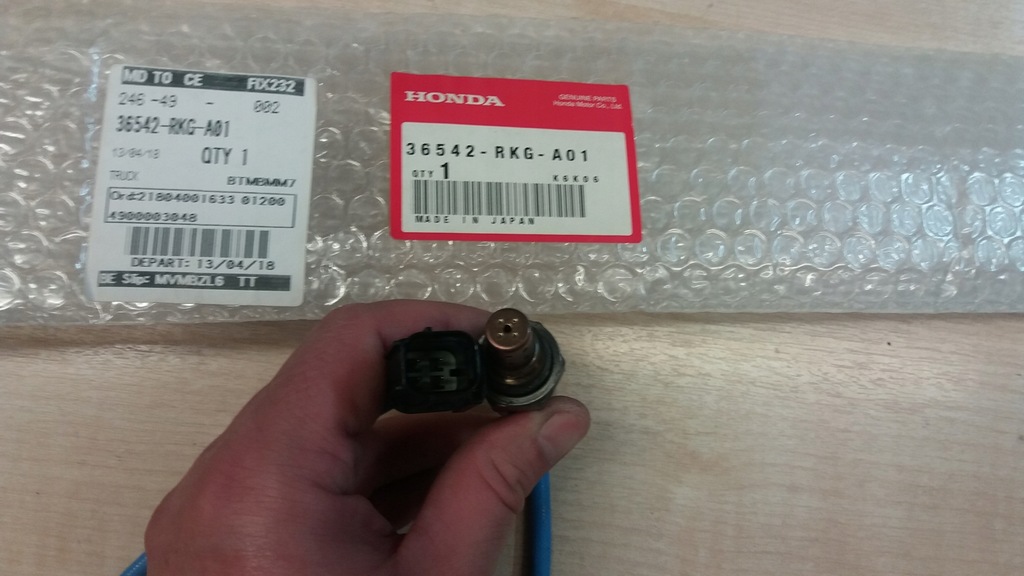 MD TO CE FIX232
246-49 - 002
36542-RKG-A01
13/04/18 QTY 1
TRUCK BTMBMM7
Ord:21804001633 01200
4900003048
DEPART: 13/04/18
DE Slip- MVMBZL6 TT
HONDA GENUINE PARTS
Honda Motor Co., Ltd.
36542-RKG-A01
QTY 1 K6K06
MADE IN JAPAN